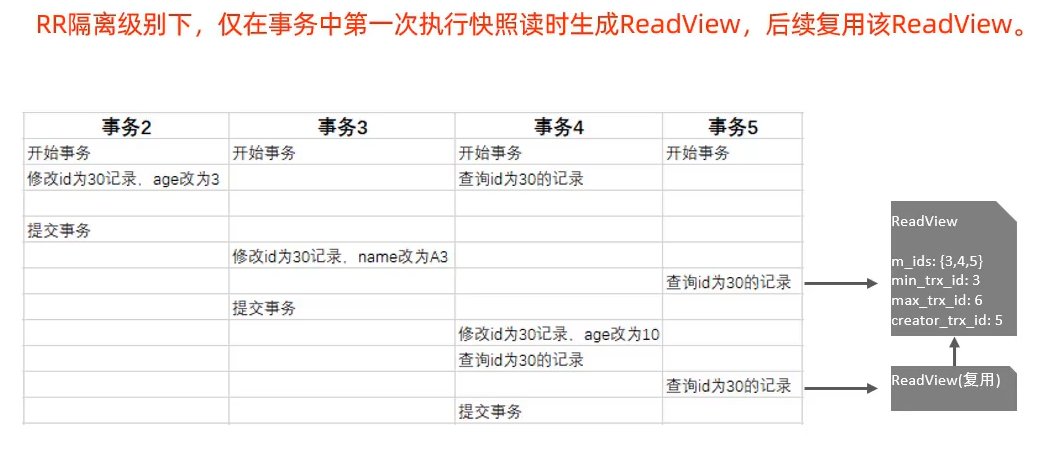 RR隔离级别下，仅在事务中第一次执行快照读时生成ReadView，后续复用该ReadView。
事务2 事务3 事务4 事务5
开始事务 开始事务 开始事务 开始事务
修改id为30记录，age改为3 查询id为30的记录
提交事务
修改id为30记录，name改为A3
查询id为30的记录
提交事务
修改id为30记录，age改为10
查询id为30的记录
查询id为30的记录
提交事务
ReadView
m_ids: {3,4,5}
min_trx_id: 3
max_trx_id: 6
creator_trx_id: 5
ReadView(复用)